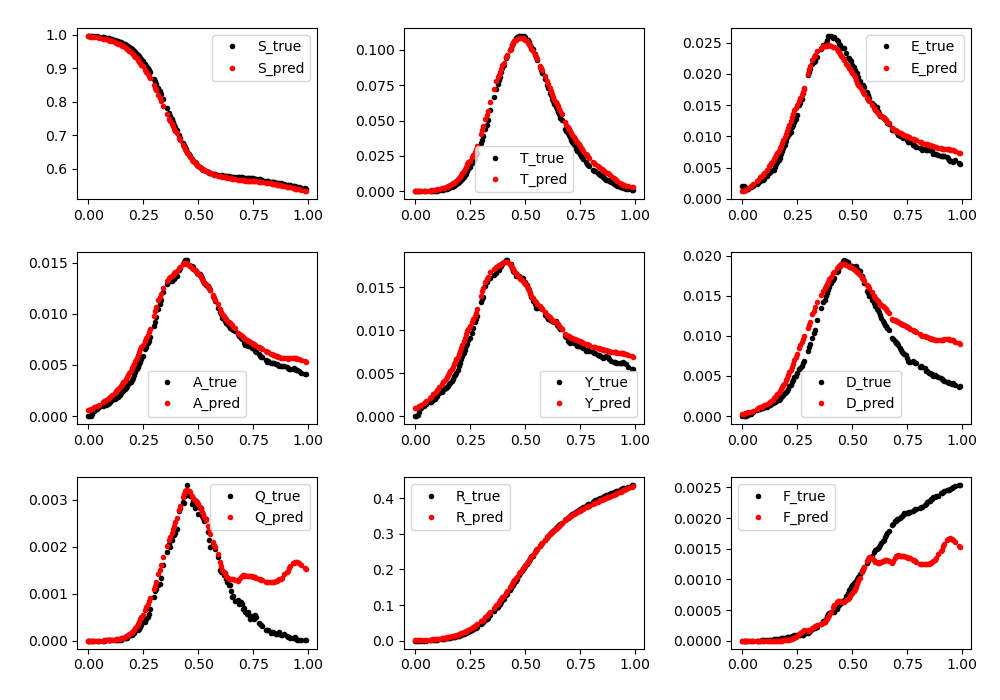 1.0
0.9
0.8
0.7
0.6
S_true
S_pred
0.00 0.25 0.50 0.75 1.00
0.100
0.075
0.050
0.025
0.000
T_true
T_pred
0.00 0.25 0.50 0.75 1.00
0.025
0.020
0.015
0.010
0.005
0.000
E_true
E_pred
0.00 0.25 0.50 0.75 1.00
0.015
0.010
0.005
0.000
A_true
A_pred
0.00 0.25 0.50 0.75 1.00
0.015
0.010
0.005
0.000
Y_true
Y_pred
0.00 0.25 0.50 0.75 1.00
0.020
0.015
0.010
0.005
0.000
D_true
D_pred
0.00 0.25 0.50 0.75 1.00
0.003
0.002
0.001
0.000
Q_true
Q_pred
0.00 0.25 0.50 0.75 1.00
0.4
0.3
0.2
0.1
0.0
R_true
R_pred
0.00 0.25 0.50 0.75 1.00
0.0025
0.0020
0.0015
0.0010
0.0005
0.0000
F_true
F_pred
0.00 0.25 0.50 0.75 1.00